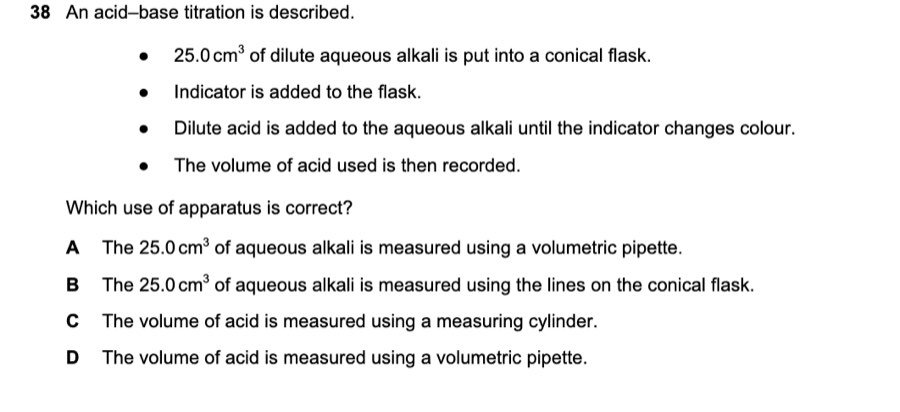 38 An acid–base titration is described.
● 25.0 cm³ of dilute aqueous alkali is put into a conical flask.
● Indicator is added to the flask.
● Dilute acid is added to the aqueous alkali until the indicator changes colour.
● The volume of acid used is then recorded.
Which use of apparatus is correct?
A The 25.0 cm³ of aqueous alkali is measured using a volumetric pipette.
B The 25.0 cm³ of aqueous alkali is measured using the lines on the conical flask.
C The volume of acid is measured using a measuring cylinder.
D The volume of acid is measured using a volumetric pipette.